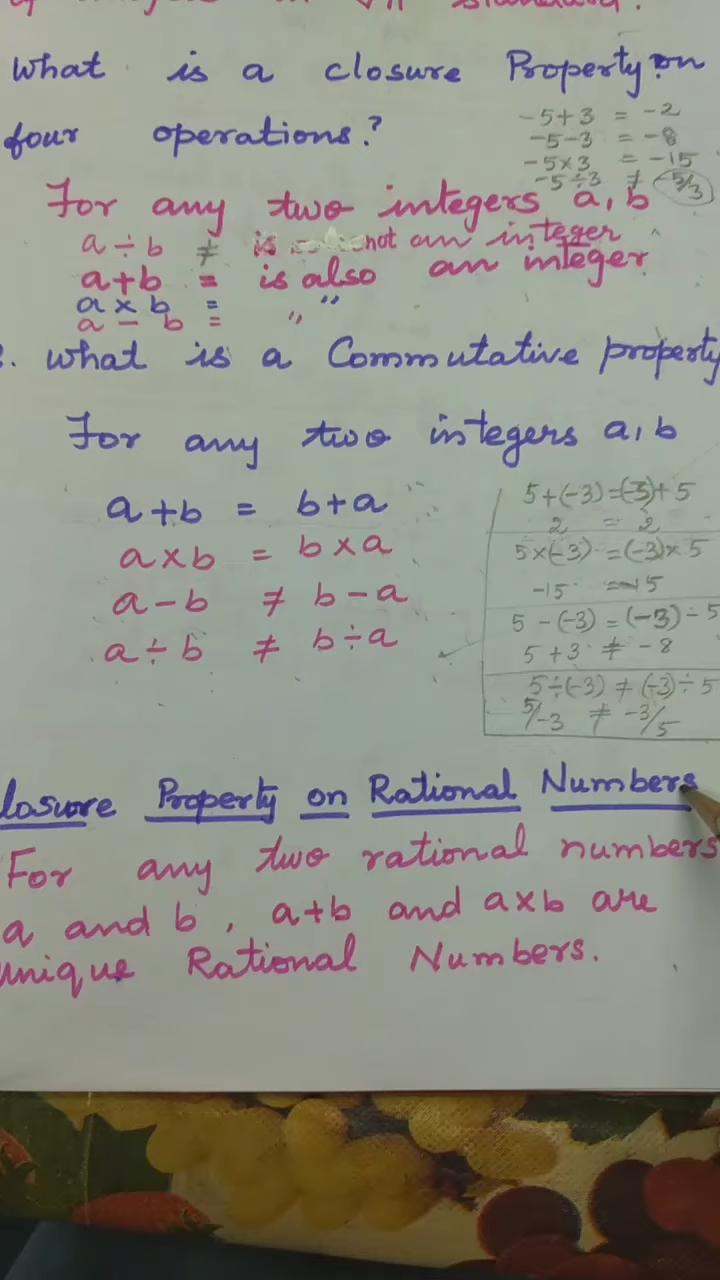 What is a closure Property on
four operations?
-5+3 = -2
-5-3 = -8
-5×3 = -15
-5÷3 ≠ -5/3
For any two integers a, b
a ÷ b ≠ is not an integer
a+b = is also an integer
a × b = " "
a - b = "
3. What is a Commutative property
For any two integers a, b
a+b = b+a
a×b = b×a
a-b ≠ b-a
a÷b ≠ b÷a
5+(-3)=(-3)+5
2 = 2
5×(-3) = (-3)×5
-15 = -15
5-(-3) = (-3)-5
5+3 ≠ -8
5÷(-3) ≠ (-3)÷5
5/-3 ≠ -3/5
losure Property on Rational Numbers
For any two rational numbers
a and b, a+b and a×b are
unique Rational Numbers.